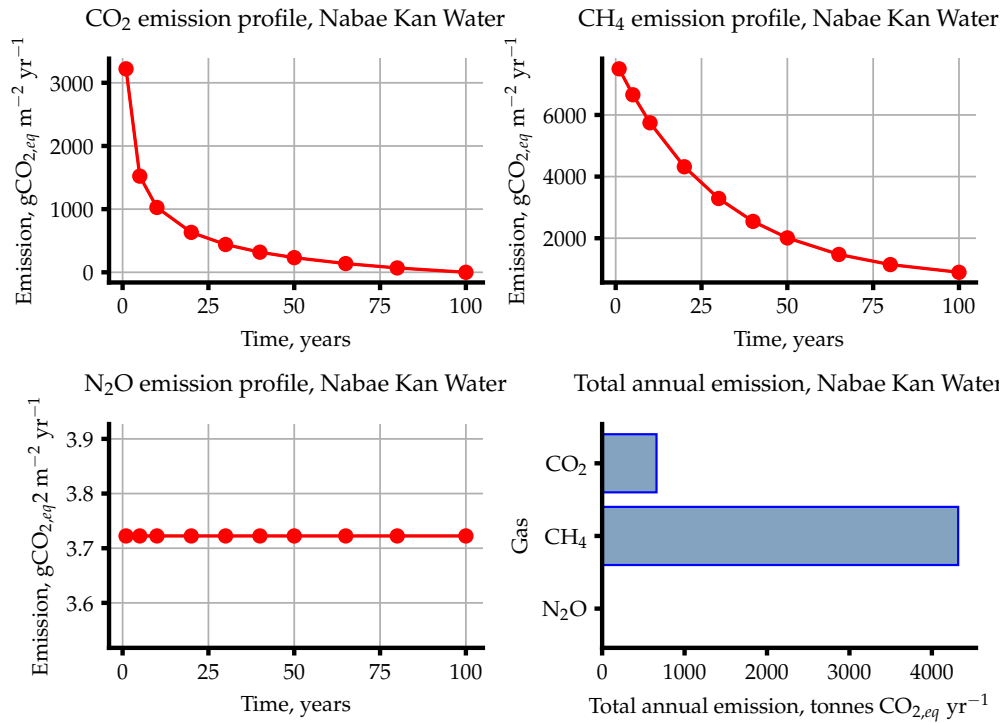 CO₂ emission profile, Nabae Kan Water
Emission, gCO₂,eq m⁻² yr⁻¹
3000
2000
1000
0
0 25 50 75 100
Time, years
CH₄ emission profile, Nabae Kan Water
Emission, gCO₂,eq m⁻² yr⁻¹
6000
4000
2000
0 25 50 75 100
Time, years
N₂O emission profile, Nabae Kan Water
Emission, gCO₂,eq2 m⁻² yr⁻¹
3.9
3.8
3.7
3.6
0 25 50 75 100
Time, years
Total annual emission, Nabae Kan Water
Gas
CO₂
CH₄
N₂O
0 1000 2000 3000 4000
Total annual emission, tonnes CO₂,eq yr⁻¹